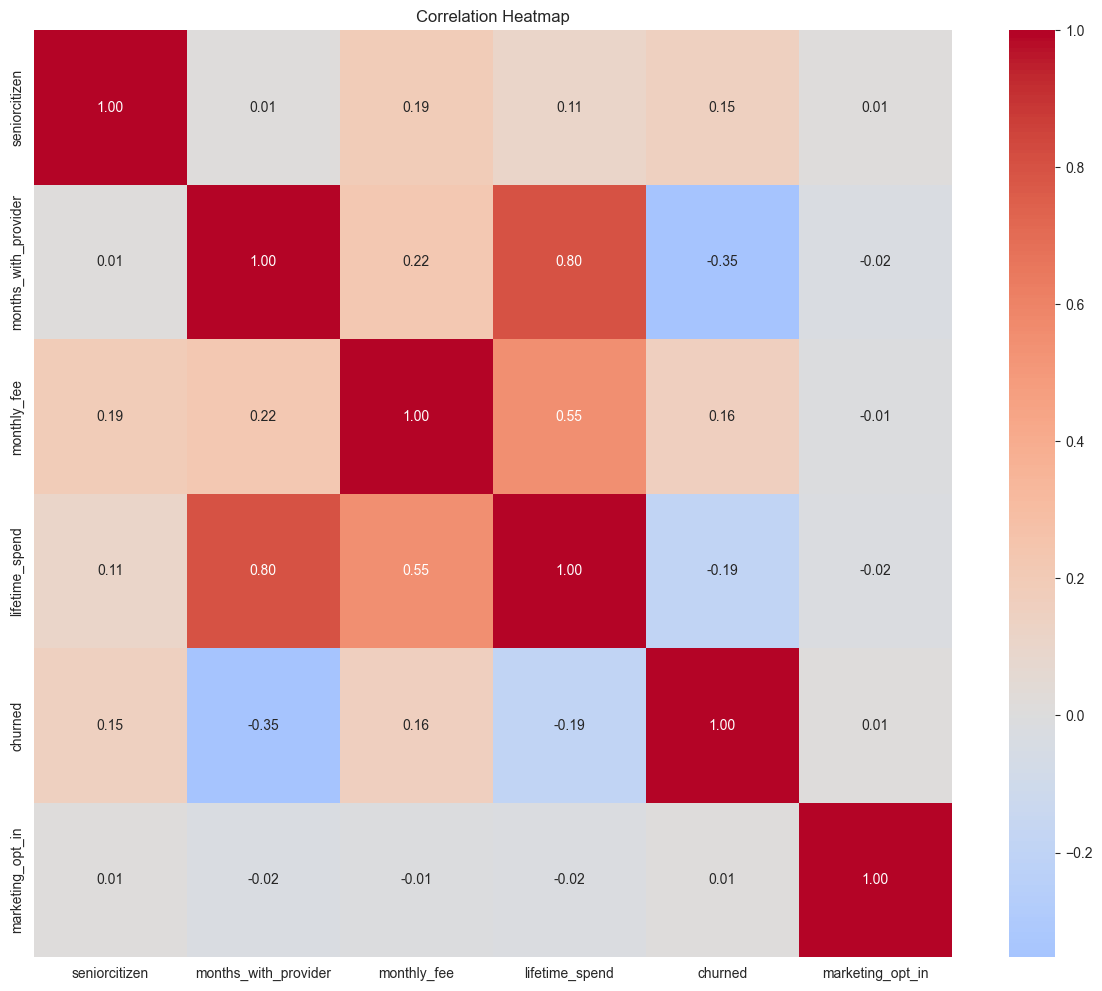 Correlation Heatmap
seniorcitizen 1.00 0.01 0.19 0.11 0.15 0.01
months_with_provider 0.01 1.00 0.22 0.80 -0.35 -0.02
monthly_fee 0.19 0.22 1.00 0.55 0.16 -0.01
lifetime_spend 0.11 0.80 0.55 1.00 -0.19 -0.02
churned 0.15 -0.35 0.16 -0.19 1.00 0.01
marketing_opt_in 0.01 -0.02 -0.01 -0.02 0.01 1.00
seniorcitizen months_with_provider monthly_fee lifetime_spend churned marketing_opt_in
1.0
0.8
0.6
0.4
0.2
0.0
−0.2